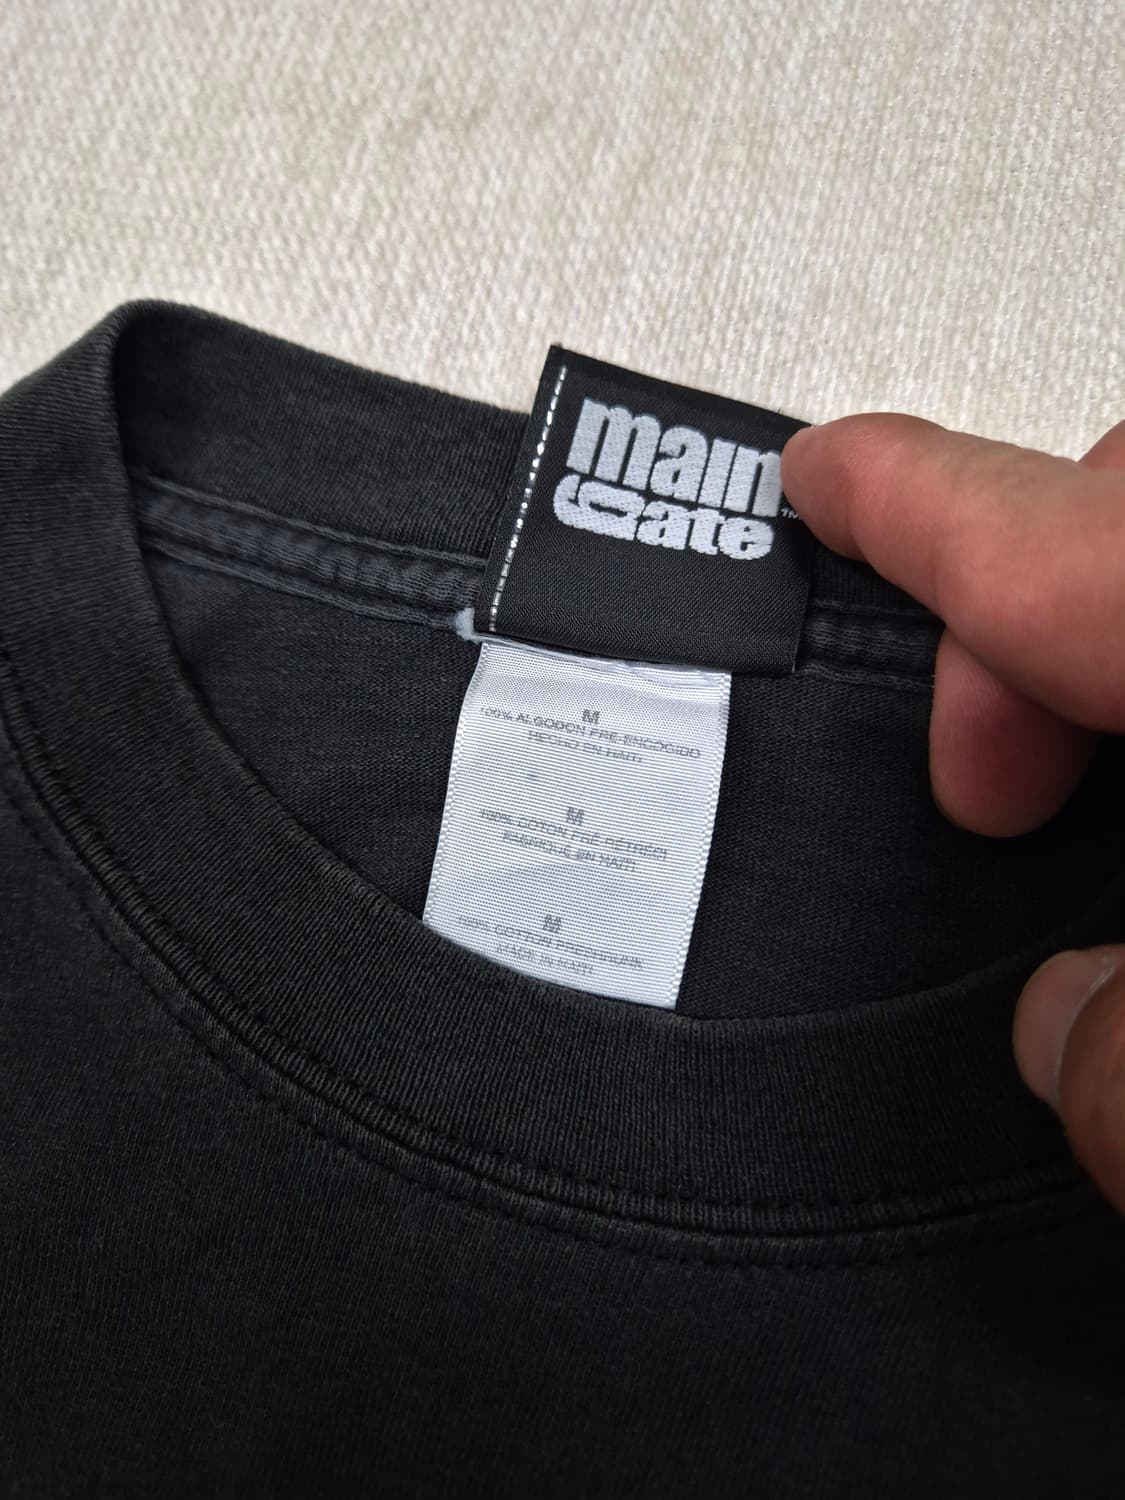 main
Gate
TM
M
100% ALGODON PRE-ENCOGIDO
HECHO EN HAITI
M
100% COTON PRÉ-RÉTRÉCI
FABRIQUÉ EN HAITI
M
100% COTTON PRESHRUNK
MADE IN HAITI